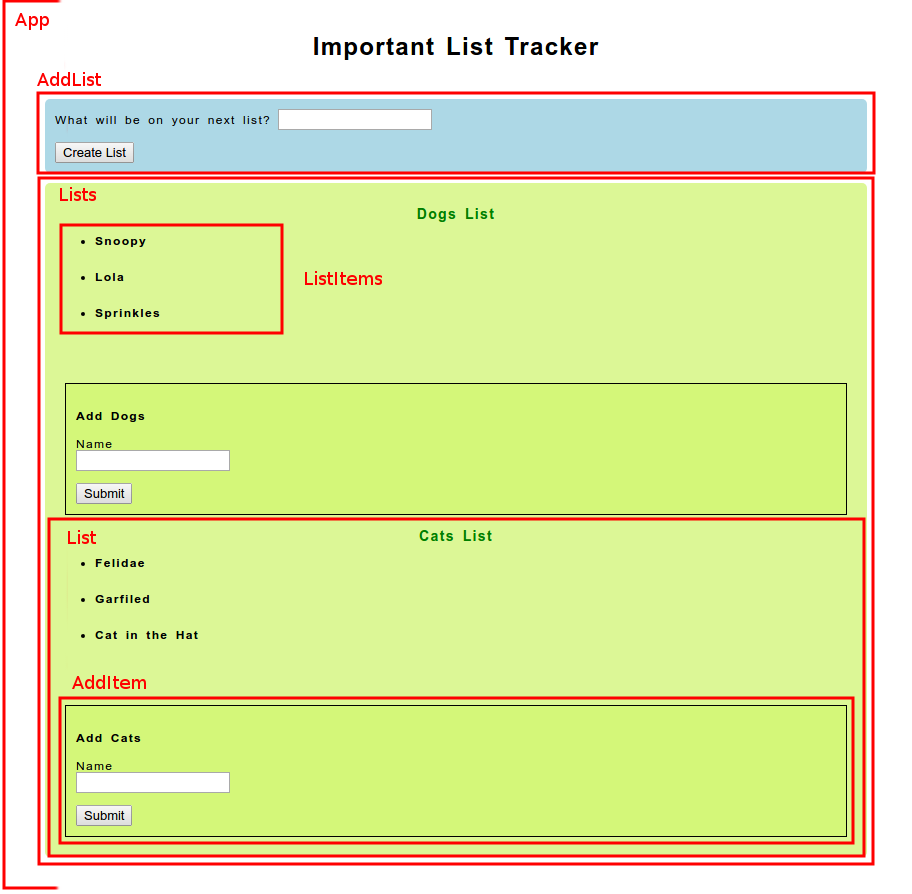 App
Important List Tracker
AddList
What will be on your next list?
Create List
Lists
Dogs List
Snoopy
Lola
ListItems
Sprinkles
Add Dogs
Name
Submit
List
Cats List
Felidae
Garfiled
Cat in the Hat
AddItem
Add Cats
Name
Submit